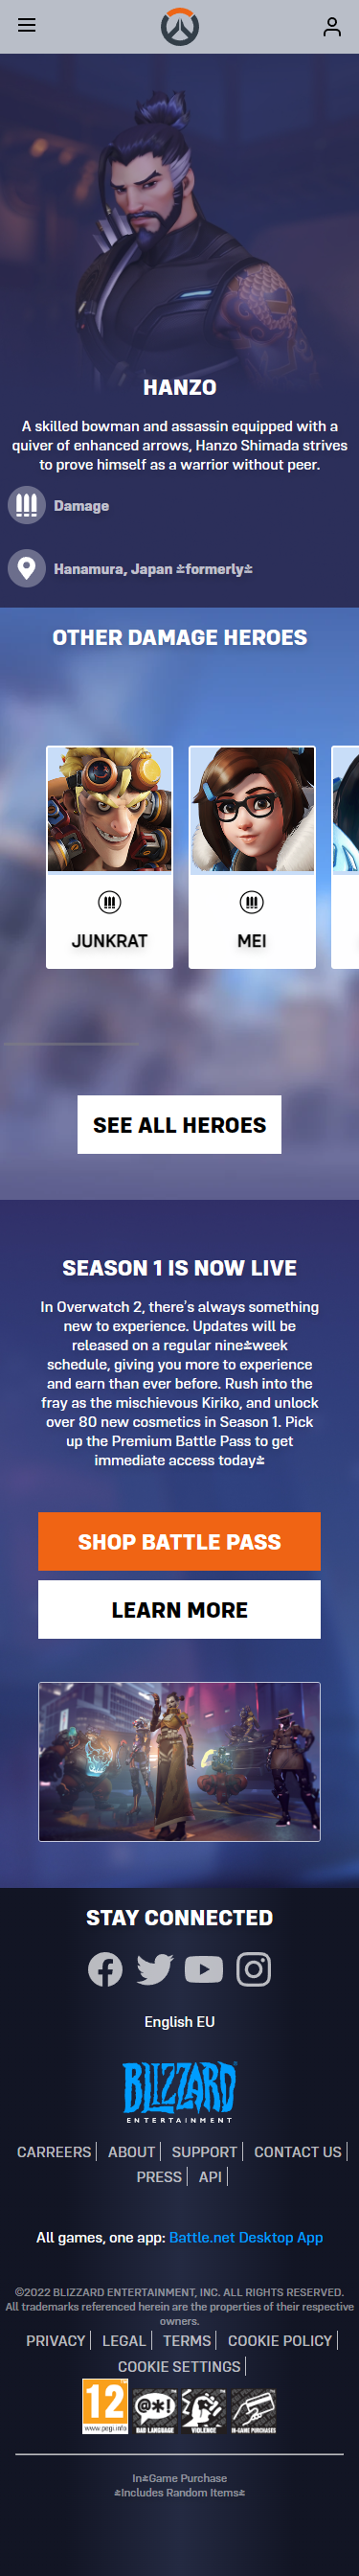 HANZO
A skilled bowman and assassin equipped with a
quiver of enhanced arrows, Hanzo Shimada strives
to prove himself as a warrior without peer.
Damage
Hanamura, Japan formerly
OTHER DAMAGE HEROES
JUNKRAT
MEI
SEE ALL HEROES
SEASON 1 IS NOW LIVE
In Overwatch 2, there's always something
new to experience. Updates will be
released on a regular nine week
schedule, giving you more to experience
and earn than ever before. Rush into the
fray as the mischievous Kiriko, and unlock
over 80 new cosmetics in Season 1. Pick
up the Premium Battle Pass to get
immediate access today
SHOP BATTLE PASS
LEARN MORE
STAY CONNECTED
English EU
BLIZZARD
ENTERTAINMENT
CARREERS | ABOUT | SUPPORT | CONTACT US |
PRESS | API |
All games, one app: Battle.net Desktop App
©2022 BLIZZARD ENTERTAINMENT, INC. ALL RIGHTS RESERVED.
All trademarks referenced herein are the properties of their respective
owners.
PRIVACY | LEGAL | TERMS | COOKIE POLICY |
COOKIE SETTINGS |
12
www.pegi.info
@*!
BAD LANGUAGE
VIOLENCE
IN-GAME PURCHASES
In Game Purchase
Includes Random Items